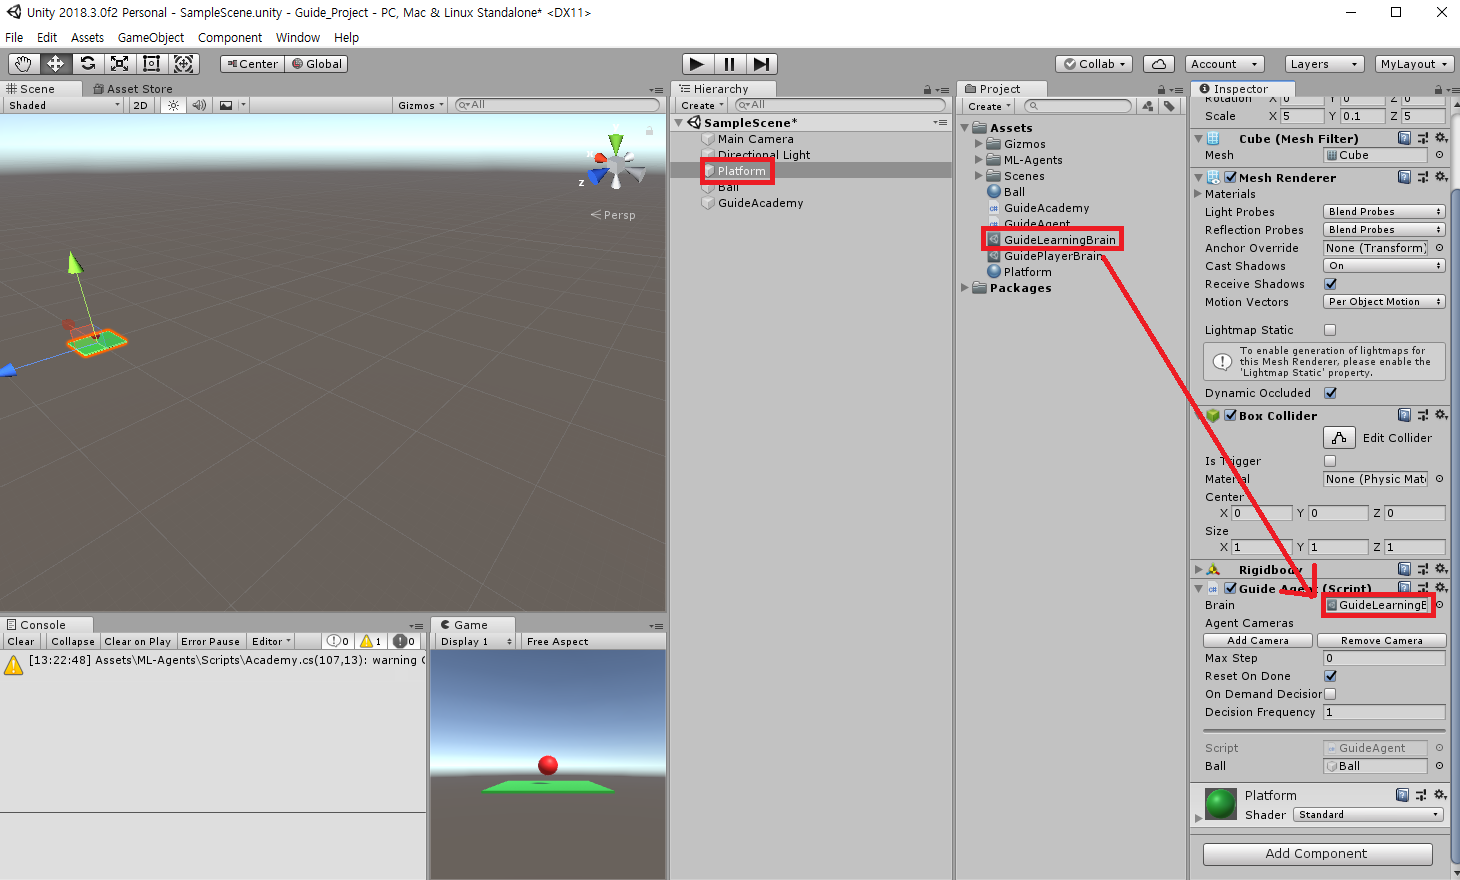 Unity 2018.3.0f2 Personal - SampleScene.unity - Guide_Project - PC, Mac & Linux Standalone* <DX11>
File Edit Assets GameObject Component Window Help
Center Global Collab Account Layers MyLayout
Scene Asset Store
Shaded 2D Gizmos All
Persp
z
Hierarchy
Create All
SampleScene*
Main Camera
Directional Light
Platform
Ball
GuideAcademy
Project
Create
Assets
Gizmos
ML-Agents
Scenes
Ball
GuideAcademy
GuideAgent
GuideLearningBrain
GuidePlayerBrain
Platform
Packages
Inspector
Rotation X 0 Y 0 Z 0
Scale X 5 Y 0.1 Z 5
Cube (Mesh Filter)
Mesh Cube
Mesh Renderer
Materials
Light Probes Blend Probes
Reflection Probes Blend Probes
Anchor Override None (Transform)
Cast Shadows On
Receive Shadows
Motion Vectors Per Object Motion
Lightmap Static
To enable generation of lightmaps for
this Mesh Renderer, please enable the
'Lightmap Static' property.
Dynamic Occluded
Box Collider
Edit Collider
Is Trigger
Material None (Physic Mat
Center
X 0 Y 0 Z 0
Size
X 1 Y 1 Z 1
Rigidbody
Guide Agent (Script)
Brain GuideLearningB
Agent Cameras
Add Camera Remove Camera
Max Step 0
Reset On Done
On Demand Decision
Decision Frequency 1
Script GuideAgent
Ball Ball
Platform
Shader Standard
Add Component
Console
Clear Collapse Clear on Play Error Pause Editor 0 1 0
[13:22:48] Assets\ML-Agents\Scripts\Academy.cs(107,13): warning C
Game
Display 1 Free Aspect